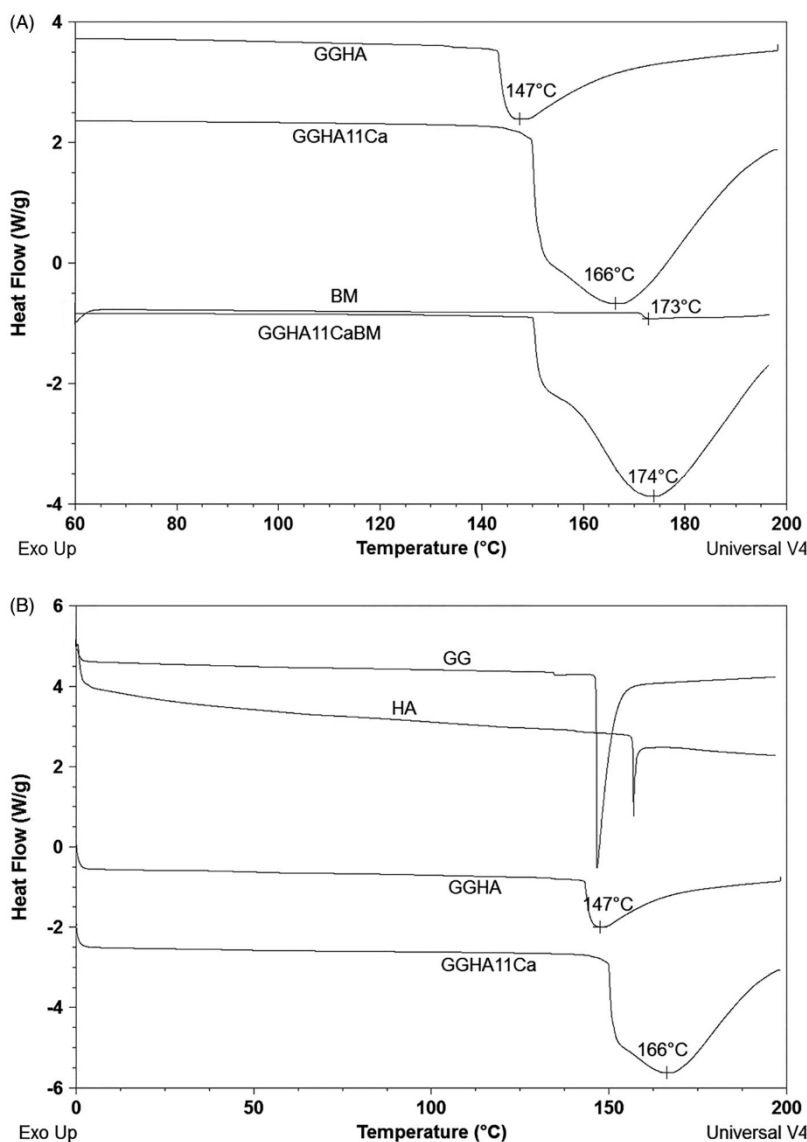 (A)
4
2
0
-2
-4
Heat Flow (W/g)
GGHA
147°C
GGHA11Ca
166°C
BM
173°C
GGHA11CaBM
174°C
60 80 100 120 140 160 180 200
Exo Up Temperature (°C) Universal V4
(B)
6
4
2
0
-2
-4
-6
Heat Flow (W/g)
GG
HA
GGHA
147°C
GGHA11Ca
166°C
0 50 100 150 200
Exo Up Temperature (°C) Universal V4